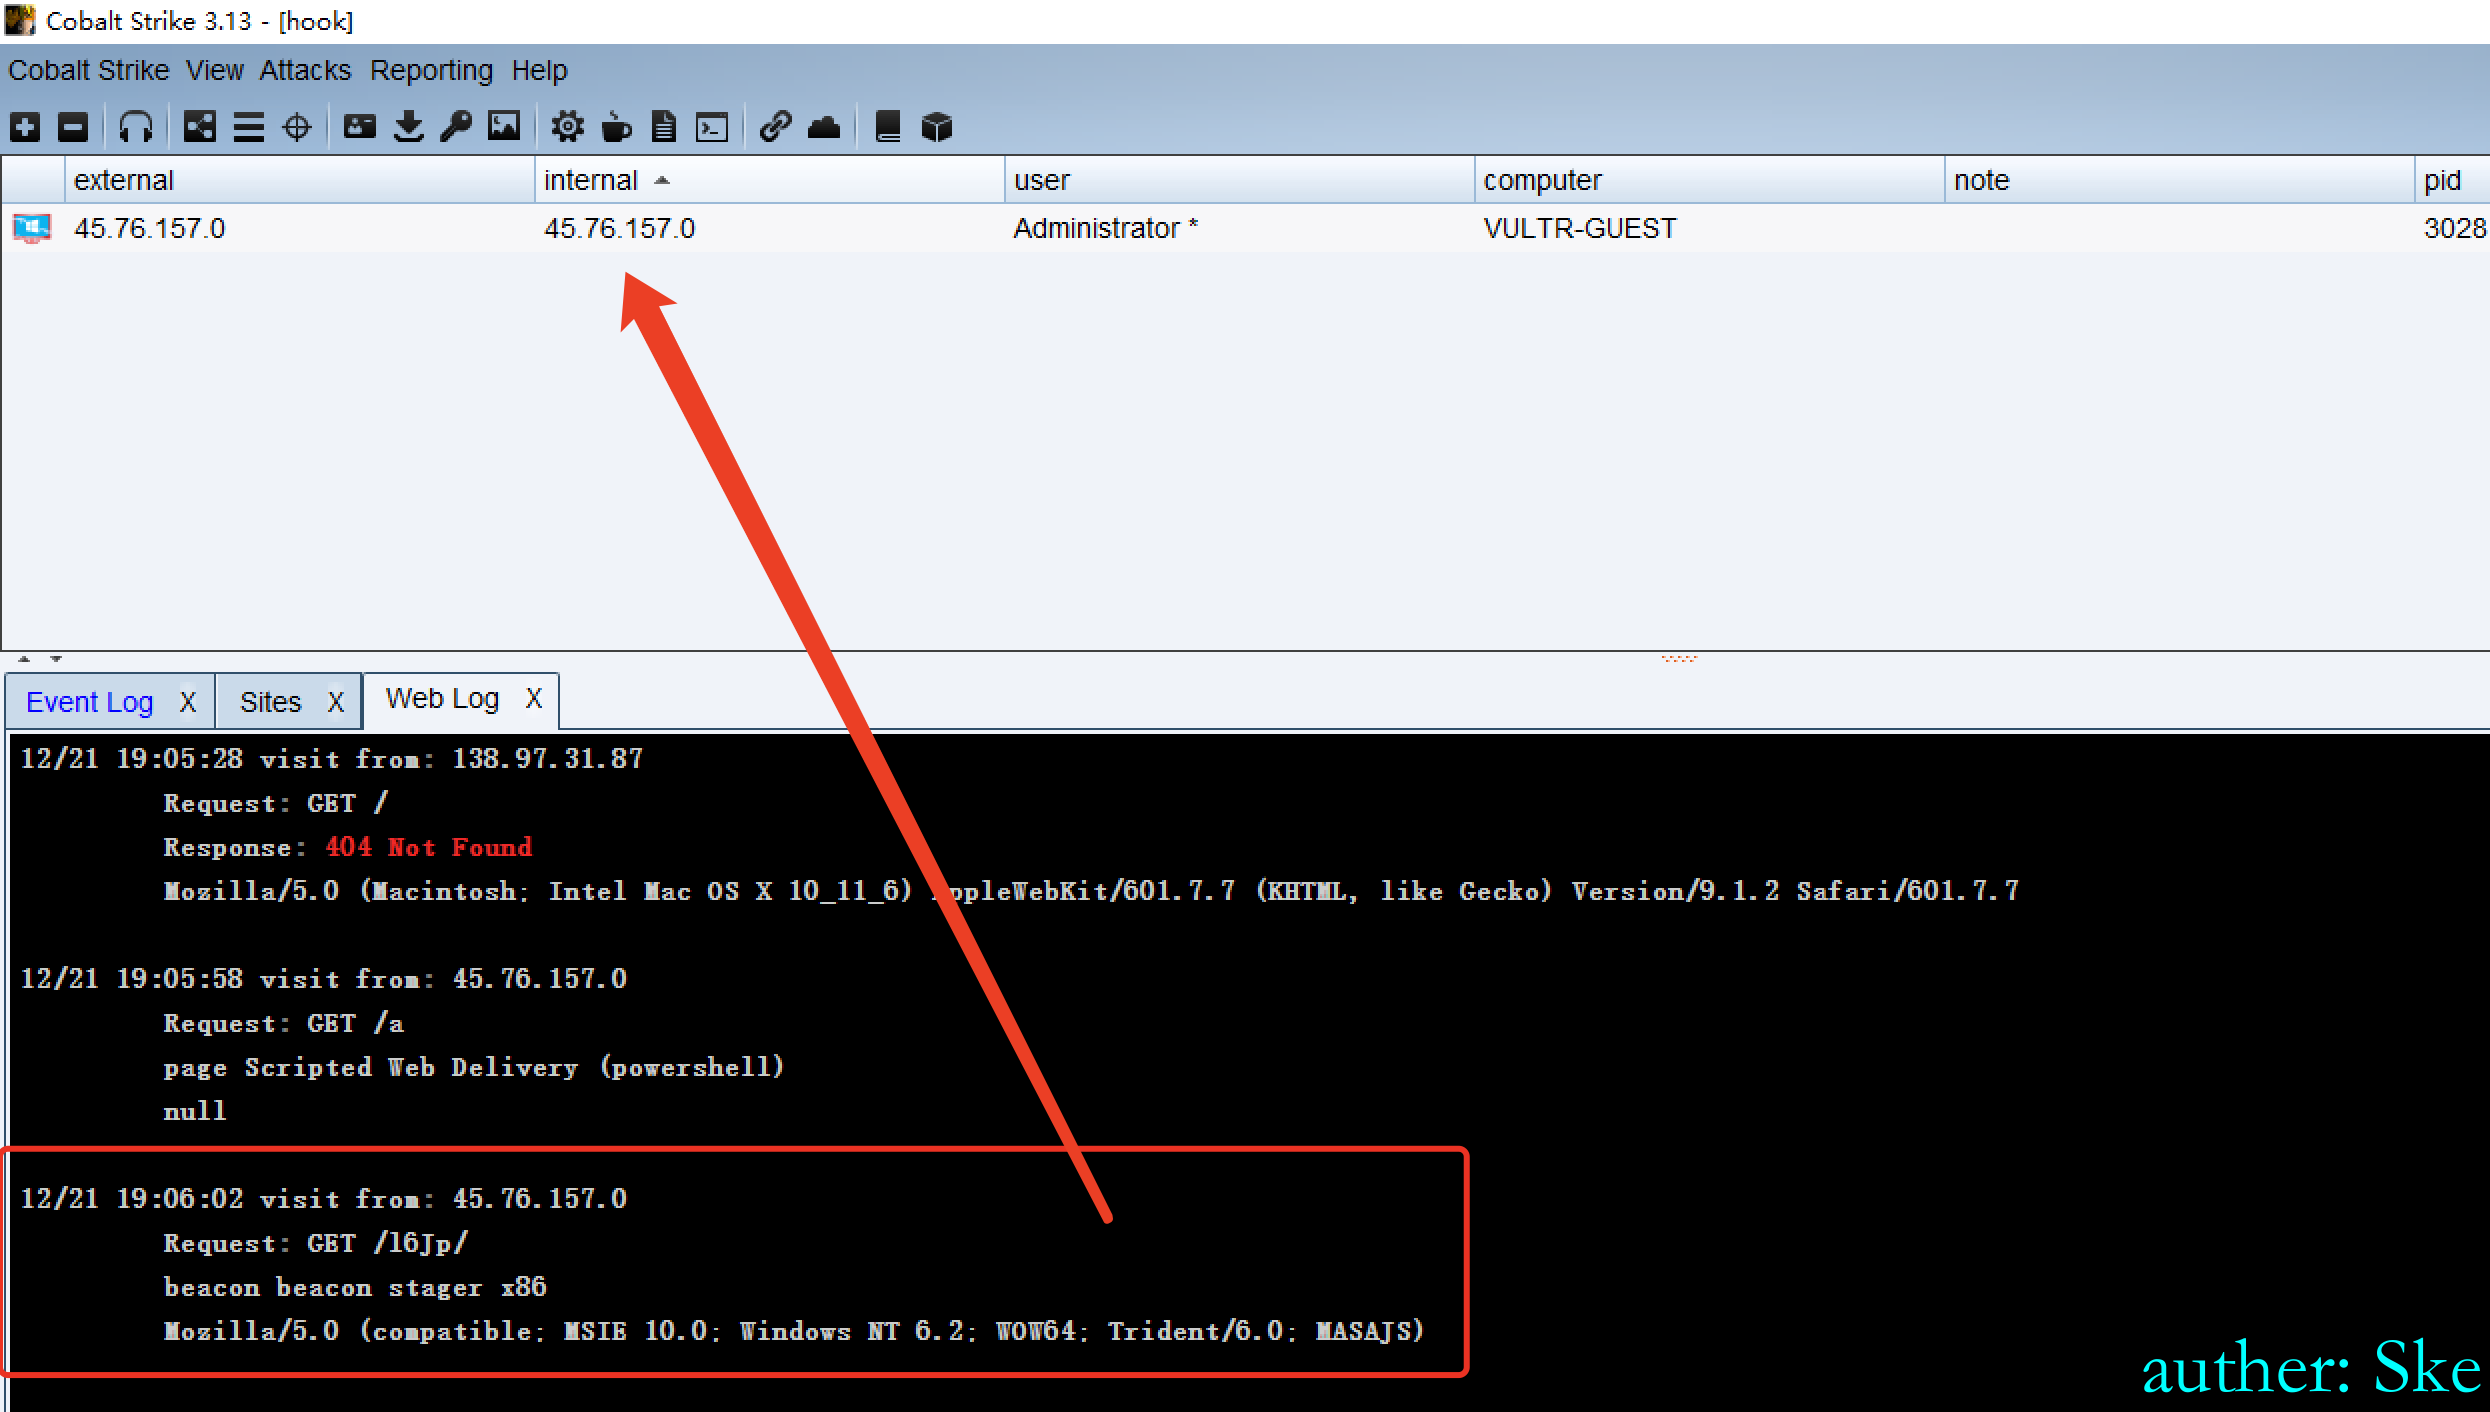 Cobalt Strike 3.13 - [hook]
Cobalt Strike View Attacks Reporting Help
external internal user computer note pid
45.76.157.0 45.76.157.0 Administrator * VULTR-GUEST 3028
Event Log X Sites X Web Log X
12/21 19:05:28 visit from: 138.97.31.87
Request: GET /
Response: 404 Not Found
Mozilla/5.0 (Macintosh; Intel Mac OS X 10_11_6) AppleWebKit/601.7.7 (KHTML, like Gecko) Version/9.1.2 Safari/601.7.7
12/21 19:05:58 visit from: 45.76.157.0
Request: GET /a
page Scripted Web Delivery (powershell)
null
12/21 19:06:02 visit from: 45.76.157.0
Request: GET /l6Jp/
beacon beacon stager x86
Mozilla/5.0 (compatible; MSIE 10.0; Windows NT 6.2; WOW64; Trident/6.0; MASAJS)
auther: Ske